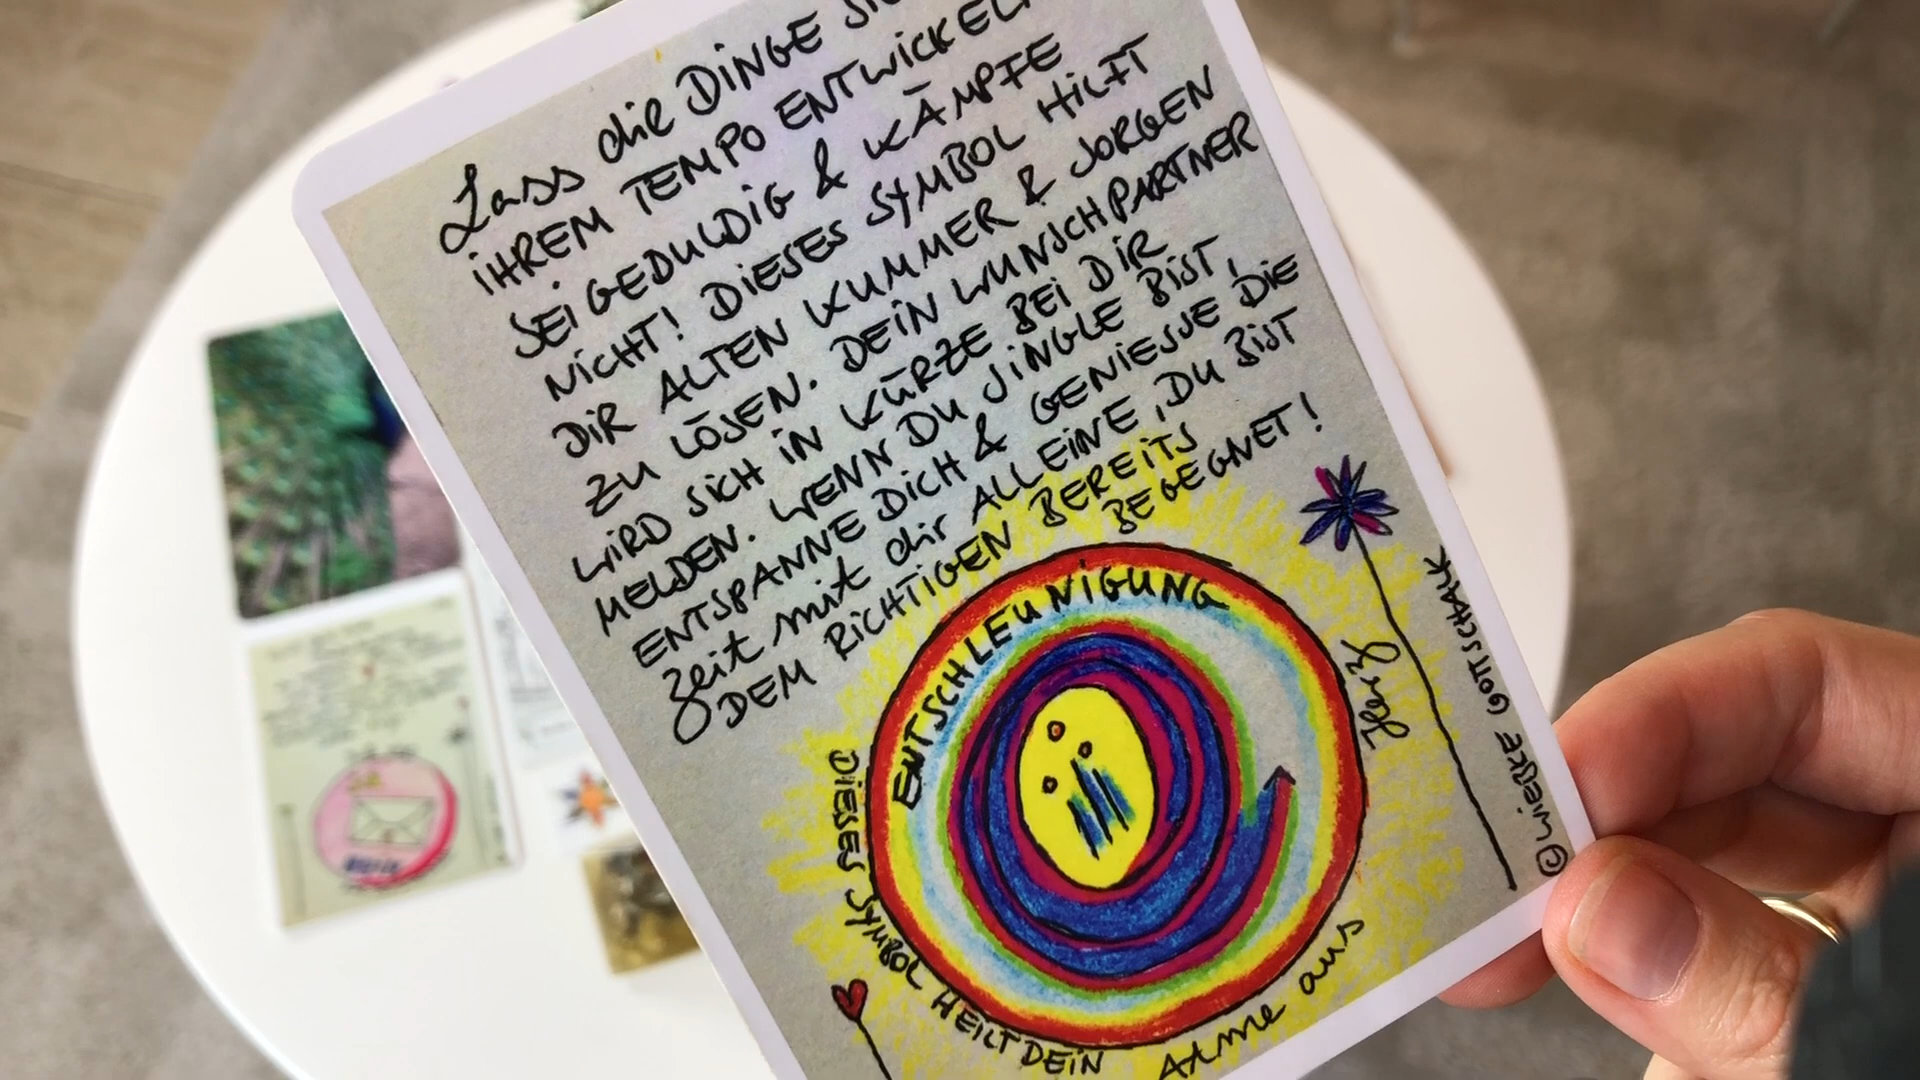 Lass die DINGE
IHREM TEMPO ENTWICKELN
SEI GEDULDIG & KÄMPFE
NICHT! DIESES SYMBOL HILFT
DIR ALTEN KUMMER & SORGEN
ZU LÖSEN. DEIN WUNSCHPARTNER
WIRD SICH IN KÜRZE BEI DIR
MELDEN. WENN DU SINGLE BIST,
ENTSPANNE DICH & GENIESSE DIE
Zeit mit dir ALLEINE, DU BIST
DEM RICHTIGEN BEREITS
BEGEGNET!
ENTSCHLEUNIGUNG
DIESES SYMBOL HEILT DEIN
Herz
Atme aus
© WIEBKE GOTTSCHALK